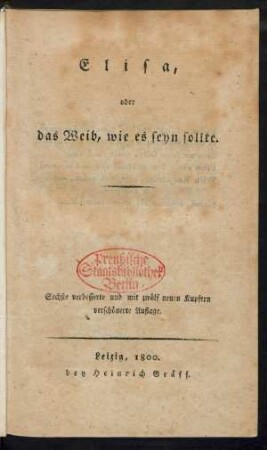 Elisa,
oder
das Weib, wie es seyn sollte.
Preußische
Staatsbibliothek
Berlin
Sechste verbesserte und mit zwölf neuen Kupfern
verschönerte Auflage.
Leipzig, 1800.
bey Heinrich Gräff.